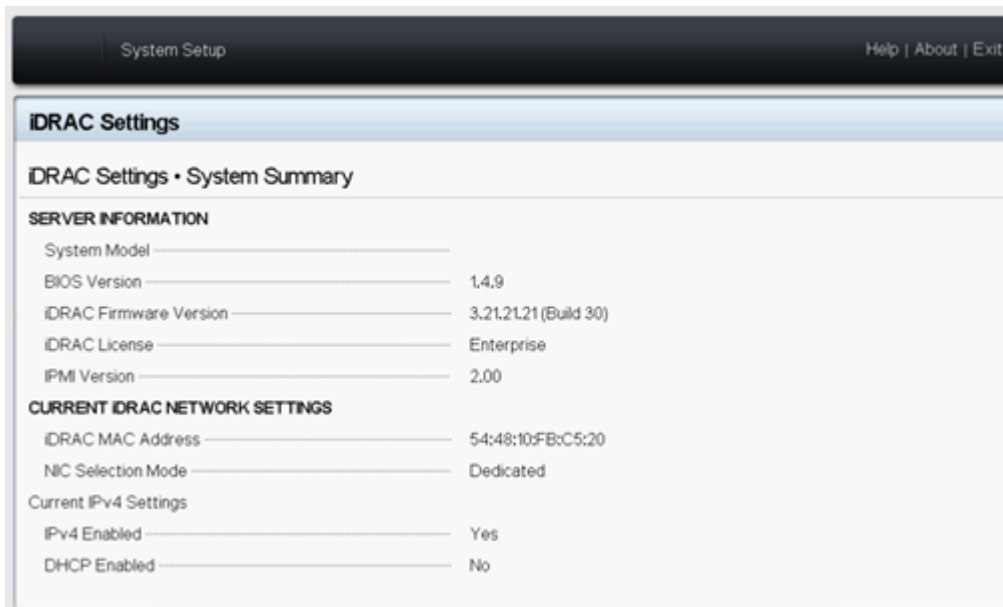 System Setup
Help | About | Exit
iDRAC Settings
iDRAC Settings • System Summary
SERVER INFORMATION
System Model
BIOS Version 1.4.9
iDRAC Firmware Version 3.21.21.21 (Build 30)
iDRAC License Enterprise
IPMI Version 2.00
CURRENT iDRAC NETWORK SETTINGS
iDRAC MAC Address 54:48:10:FB:C5:20
NIC Selection Mode Dedicated
Current IPv4 Settings
IPv4 Enabled Yes
DHCP Enabled No